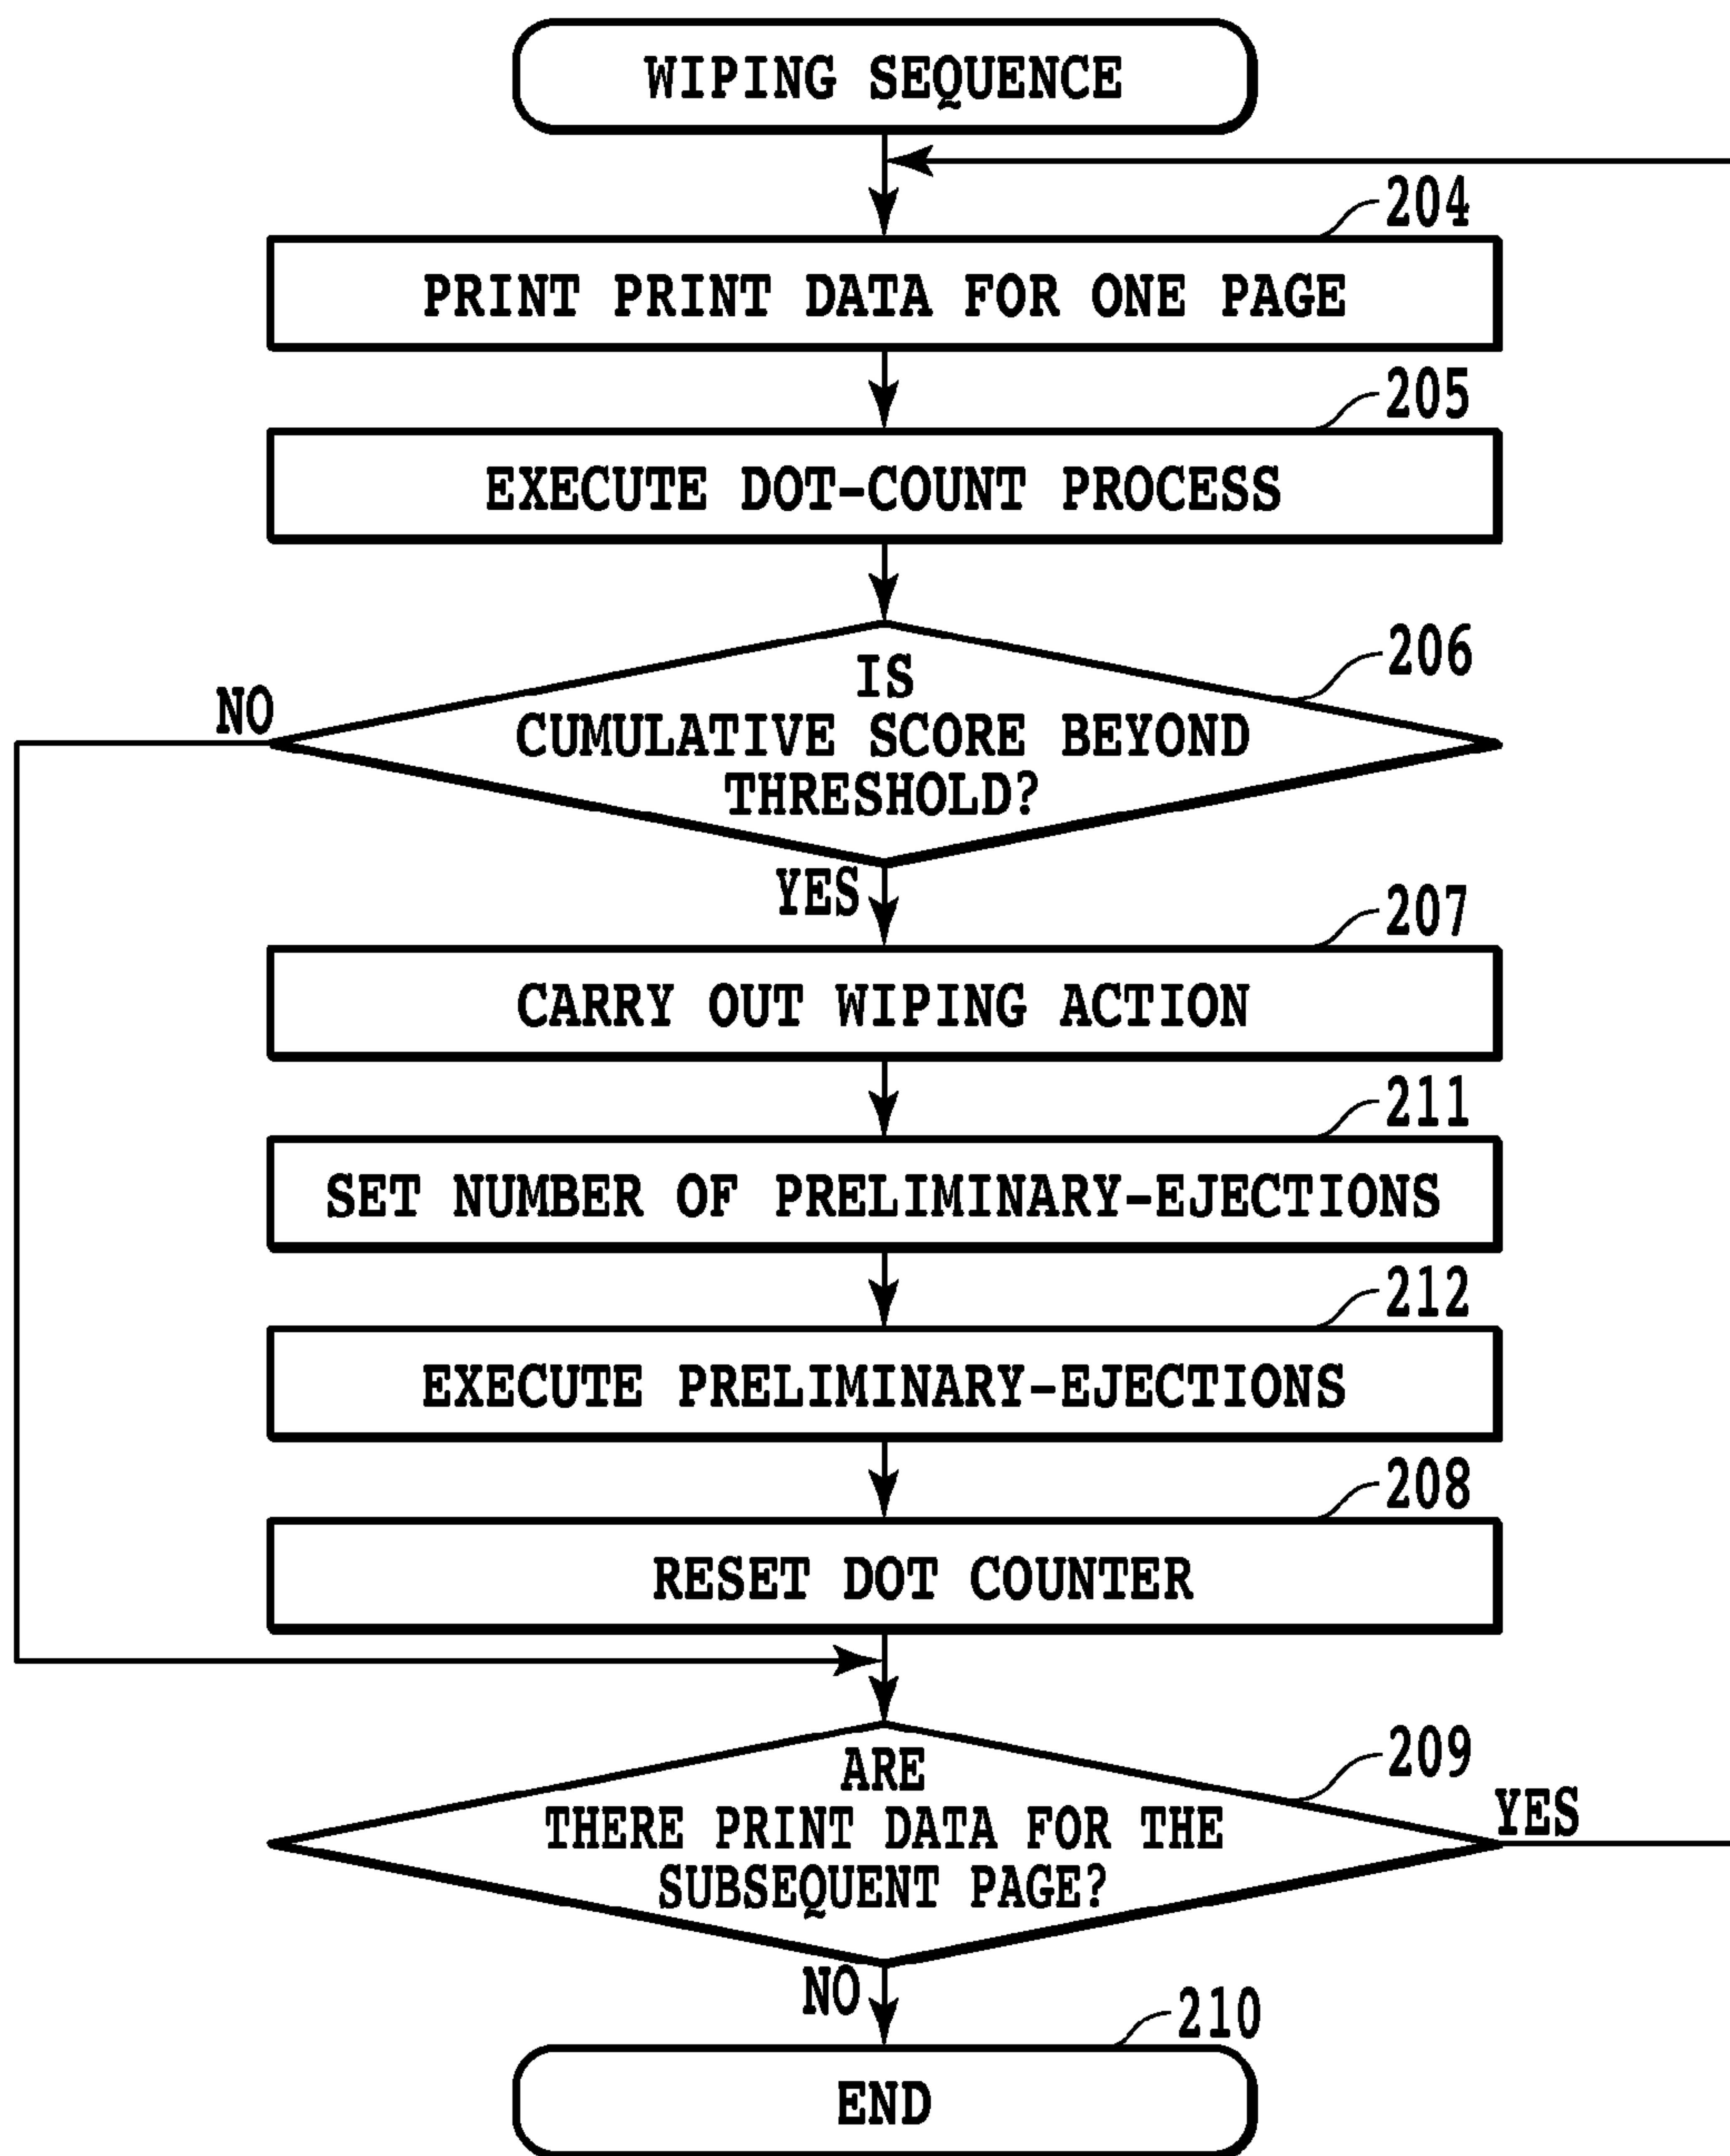 WIPING SEQUENCE
204
PRINT PRINT DATA FOR ONE PAGE
205
EXECUTE DOT-COUNT PROCESS
206
IS
CUMULATIVE SCORE BEYOND
THRESHOLD?
NO
YES
207
CARRY OUT WIPING ACTION
211
SET NUMBER OF PRELIMINARY-EJECTIONS
212
EXECUTE PRELIMINARY-EJECTIONS
208
RESET DOT COUNTER
209
ARE
THERE PRINT DATA FOR THE
SUBSEQUENT PAGE?
YES
NO
210
END